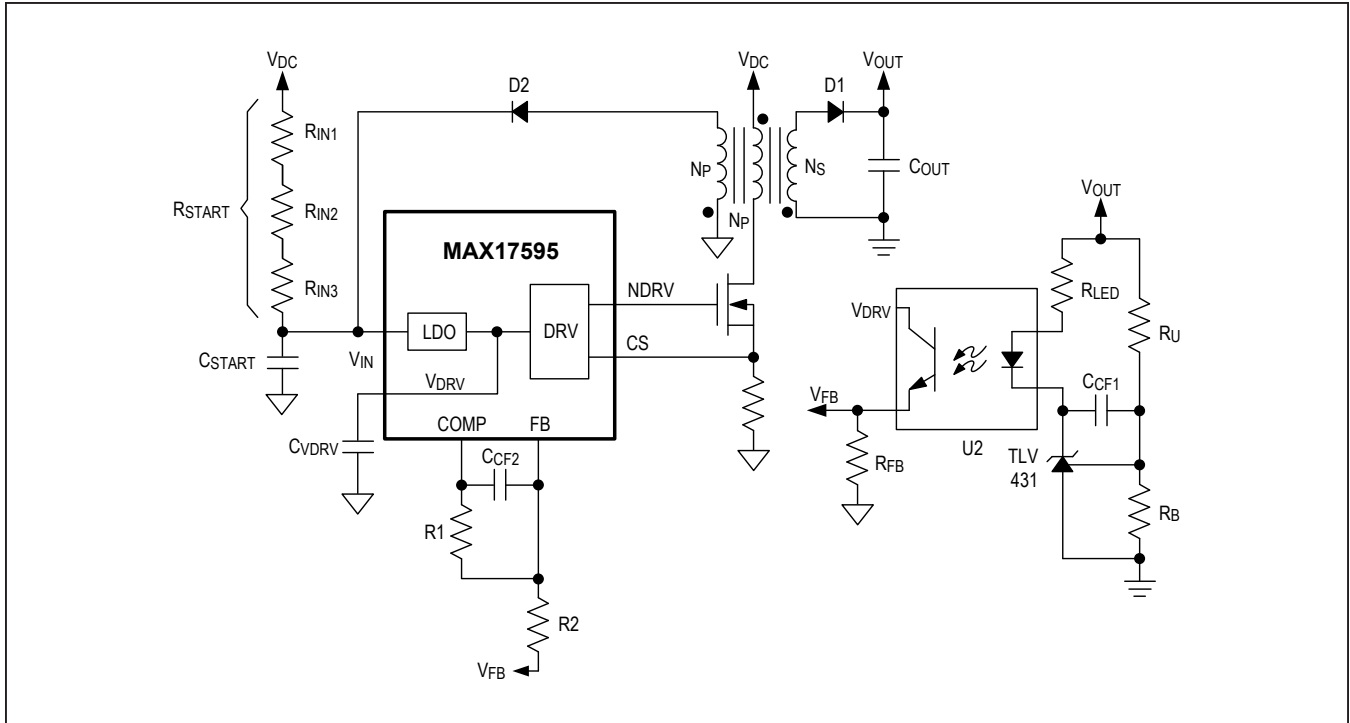 VDC
RIN1
RIN2
RIN3
RSTART
CSTART
D2
VDC
D1
VOUT
NP
NP
NS
COUT
MAX17595
LDO
DRV
NDRV
CS
VIN
VDRV
COMP
FB
CVDRV
CCF2
R1
R2
VFB
VOUT
RLED
RU
VDRV
VFB
CCF1
U2
TLV
431
RFB
RB